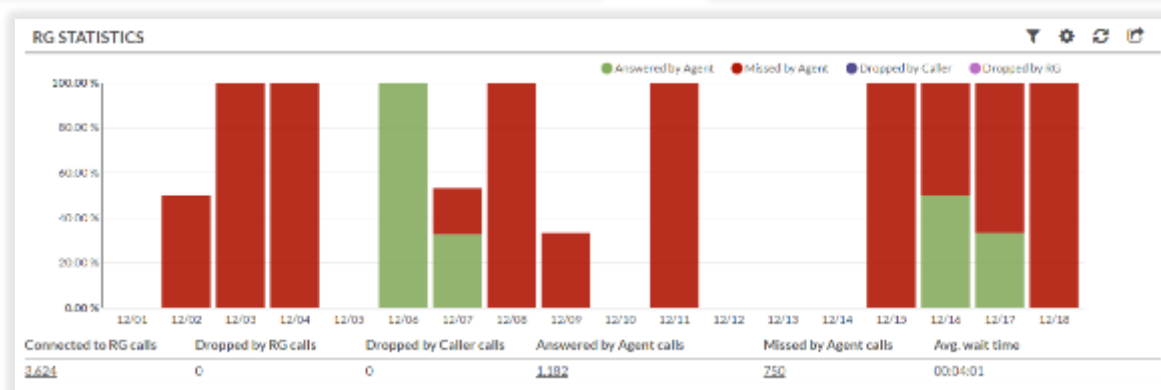 RG STATISTICS
Answered by Agent Missed by Agent Dropped by Caller Dropped by RG
100.00 %
80.00 %
60.00 %
40.00 %
20.00 %
0.00 %
12/01 12/02 12/03 12/04 12/05 12/06 12/07 12/08 12/09 12/10 12/11 12/12 12/13 12/14 12/15 12/16 12/17 12/18
Connected to RG calls Dropped by RG calls Dropped by Caller calls Answered by Agent calls Missed by Agent calls Avg. wait time
3,624 0 0 1,182 750 00:04:01